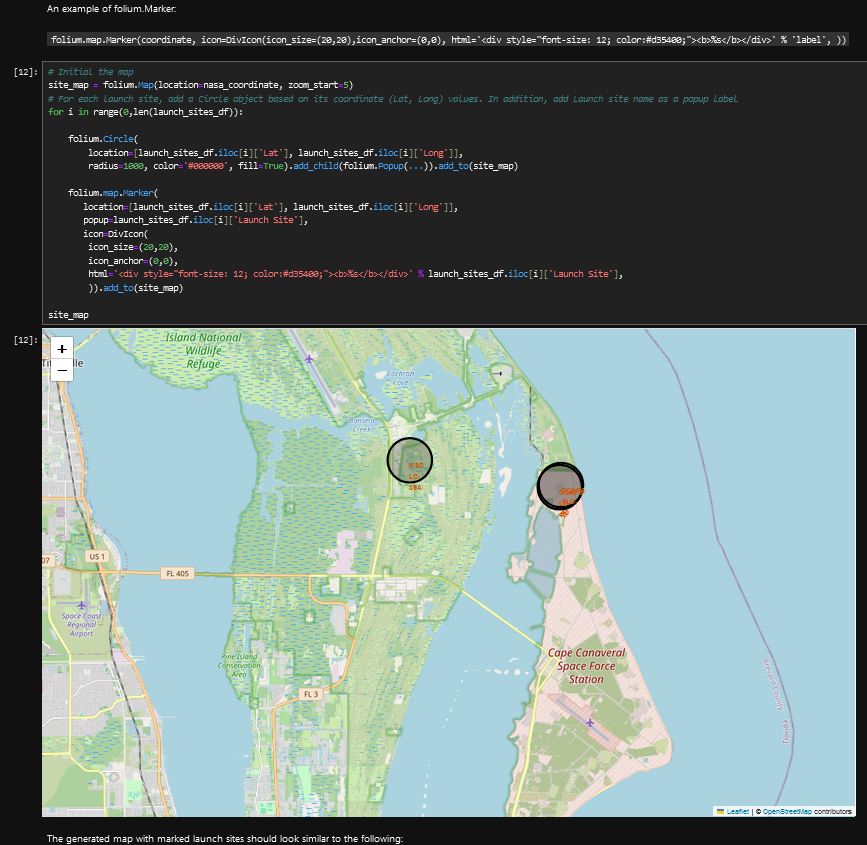 An example of folium.Marker:
folium.map.Marker(coordinate, icon=DivIcon(icon_size=(20,20),icon_anchor=(0,0), html='<div style="font-size: 12; color:#d35400;"><b>%s</b></div>' % 'label', ))
[12]:
# Initial the map
site_map = folium.Map(location=nasa_coordinate, zoom_start=5)
# For each launch site, add a Circle object based on its coordinate (Lat, Long) values. In addition, add Launch site name as a popup label
for i in range(0,len(launch_sites_df)):
folium.Circle(
location=[launch_sites_df.iloc[i]['Lat'], launch_sites_df.iloc[i]['Long']],
radius=1000, color='#000000', fill=True).add_child(folium.Popup(...)).add_to(site_map)
folium.map.Marker(
location=[launch_sites_df.iloc[i]['Lat'], launch_sites_df.iloc[i]['Long']],
popup=launch_sites_df.iloc[i]['Launch Site'],
icon=DivIcon(
icon_size=(20,20),
icon_anchor=(0,0),
html='<div style="font-size: 12; color:#d35400;"><b>%s</b></div>' % launch_sites_df.iloc[i]['Launch Site'],
)).add_to(site_map)
site_map
[12]:
+
−
Island National
Wildlife
Refuge
Cochran
Cove
Banana
Creek
KSC
LC
39A
07
US 1
FL 405
Space Coast
Regional
Airport
Pine Island
Conservation
Area
FL 3
Cape Canaveral
Space Force
Station
Brevard County
Florida
Leaflet | © OpenStreetMap contributors
The generated map with marked launch sites should look similar to the following: